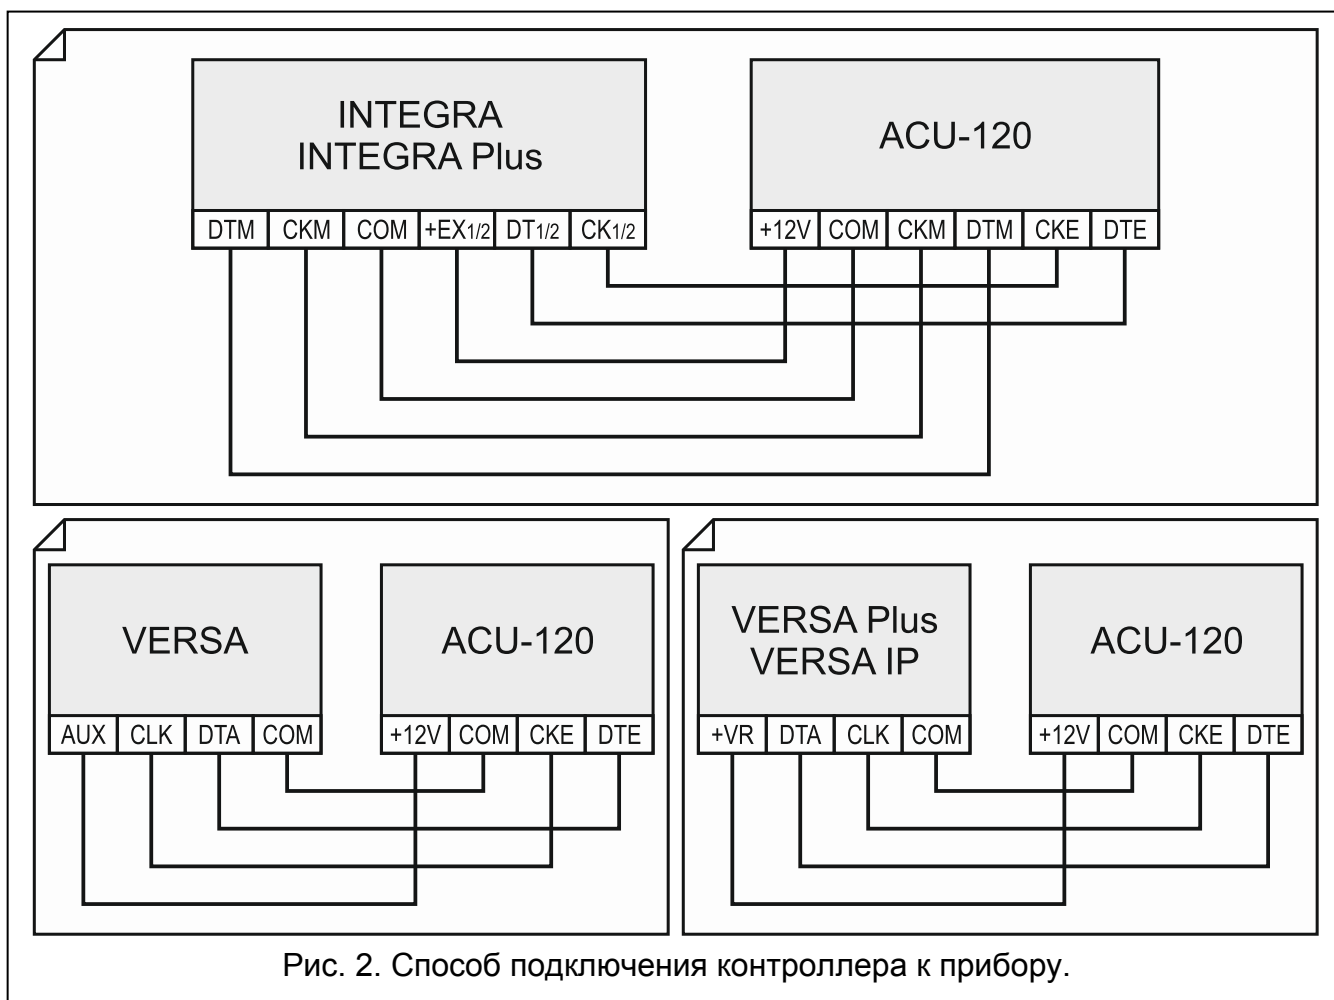 INTEGRA
INTEGRA Plus
ACU-120
DTM CKM COM +EX1/2 DT1/2 CK1/2
+12V COM CKM DTM CKE DTE
VERSA
ACU-120
AUX CLK DTA COM
+12V COM CKE DTE
VERSA Plus
VERSA IP
ACU-120
+VR DTA CLK COM
+12V COM CKE DTE
Рис. 2. Способ подключения контроллера к прибору.